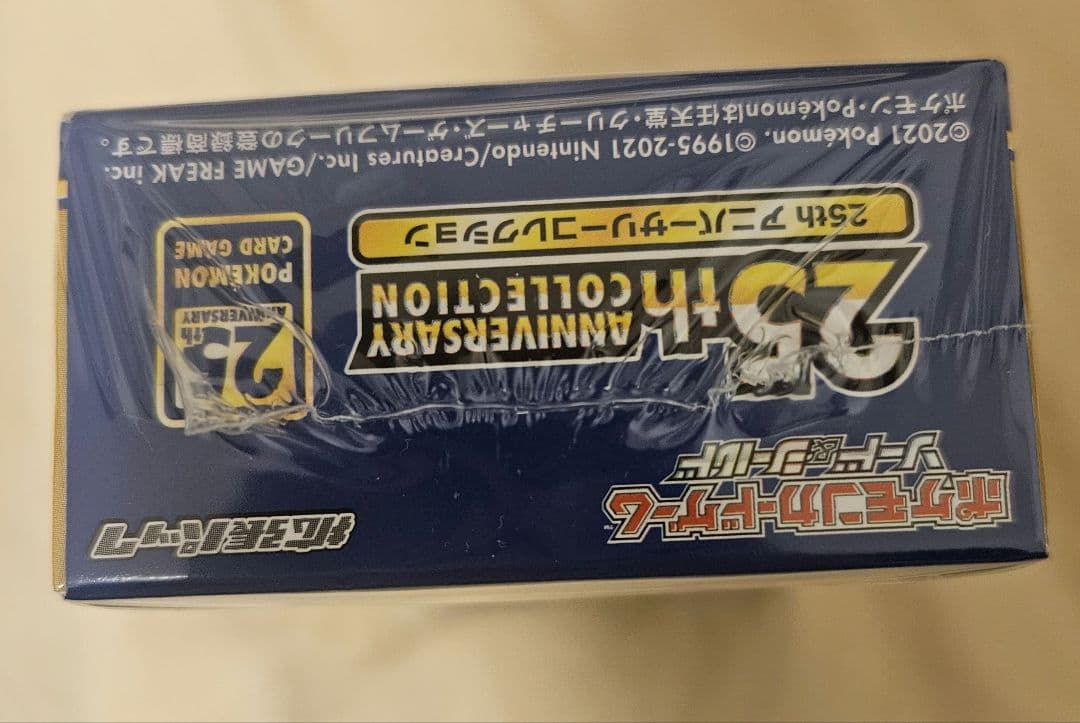 ポケモンカードゲーム™
ソード&シールド
拡張パック
25th
ANNIVERSARY
COLLECTION
25th アニバーサリーコレクション
25th
ANNIVERSARY
POKÉMON
CARD GAME
©2021 Pokémon. ©1995-2021 Nintendo/Creatures Inc./GAME FREAK inc.
ポケモン・Pokémonは任天堂・クリーチャーズ・ゲームフリークの登録商標です。